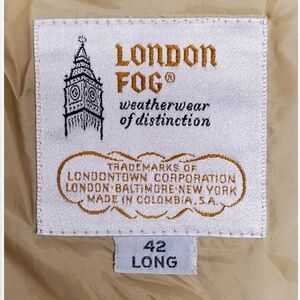 LONDON
FOG®
weatherwear
of distinction
TRADEMARKS OF
LONDONTOWN CORPORATION
LONDON·BALTIMORE·NEW YORK
MADE IN COLOMBIA, S.A.
42
LONG